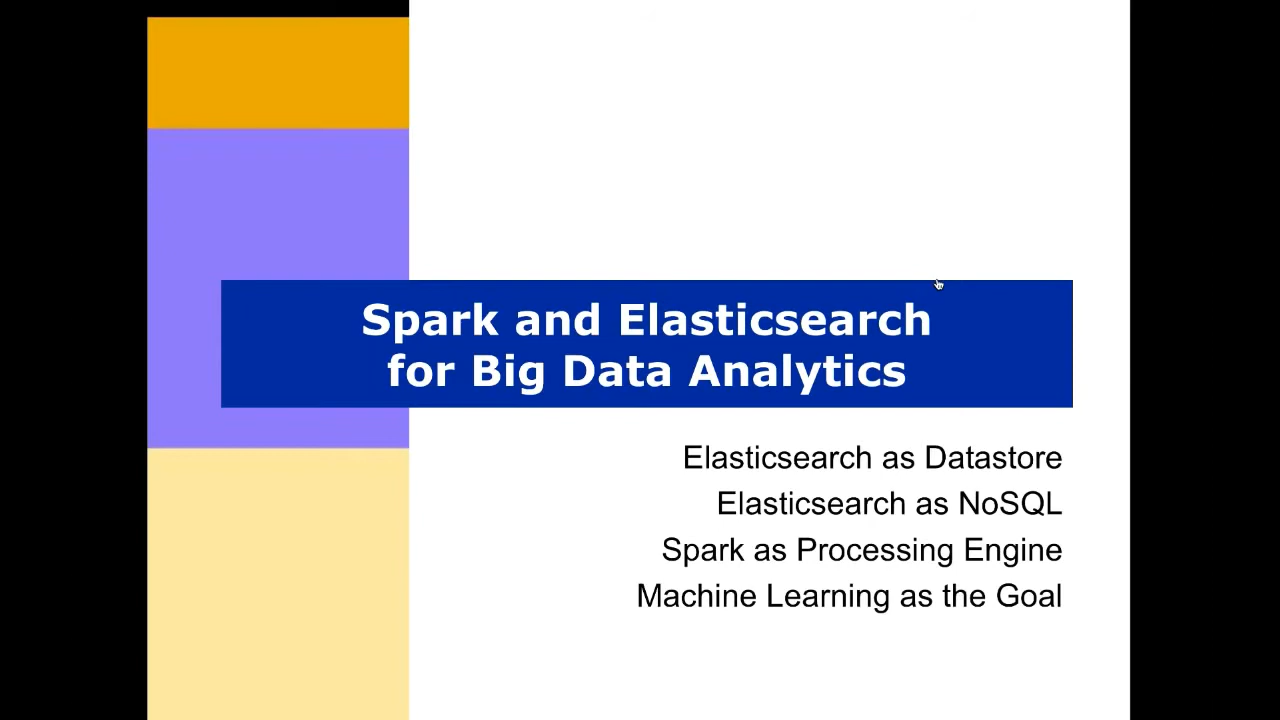 Spark and Elasticsearch
for Big Data Analytics
Elasticsearch as Datastore
Elasticsearch as NoSQL
Spark as Processing Engine
Machine Learning as the Goal